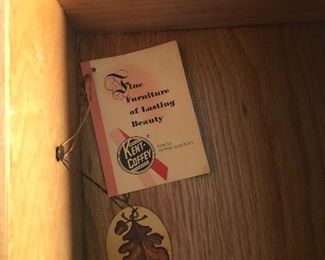 Fine
Furniture
of Lasting
Beauty
KENT-
COFFEY